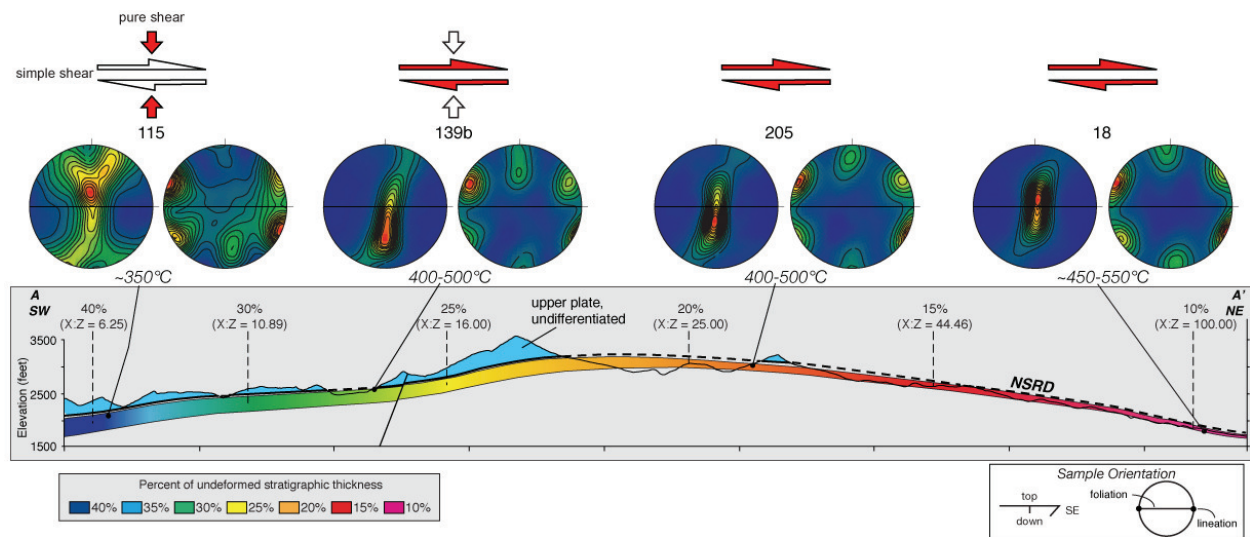 pure shear
simple shear
115
139b
205
18
~350°C
400-500°C
400-500°C
~450-550°C
A
SW
40%
(X:Z = 6.25)
30%
(X:Z = 10.89)
25%
(X:Z = 16.00)
upper plate,
undifferentiated
20%
(X:Z = 25.00)
15%
(X:Z = 44.46)
10%
(X:Z = 100.00)
A'
NE
Elevation (feet)
3500
2500
1500
NSRD
Percent of undeformed stratigraphic thickness
40% 35% 30% 25% 20% 15% 10%
Sample Orientation
top
down
SE
foliation
lineation